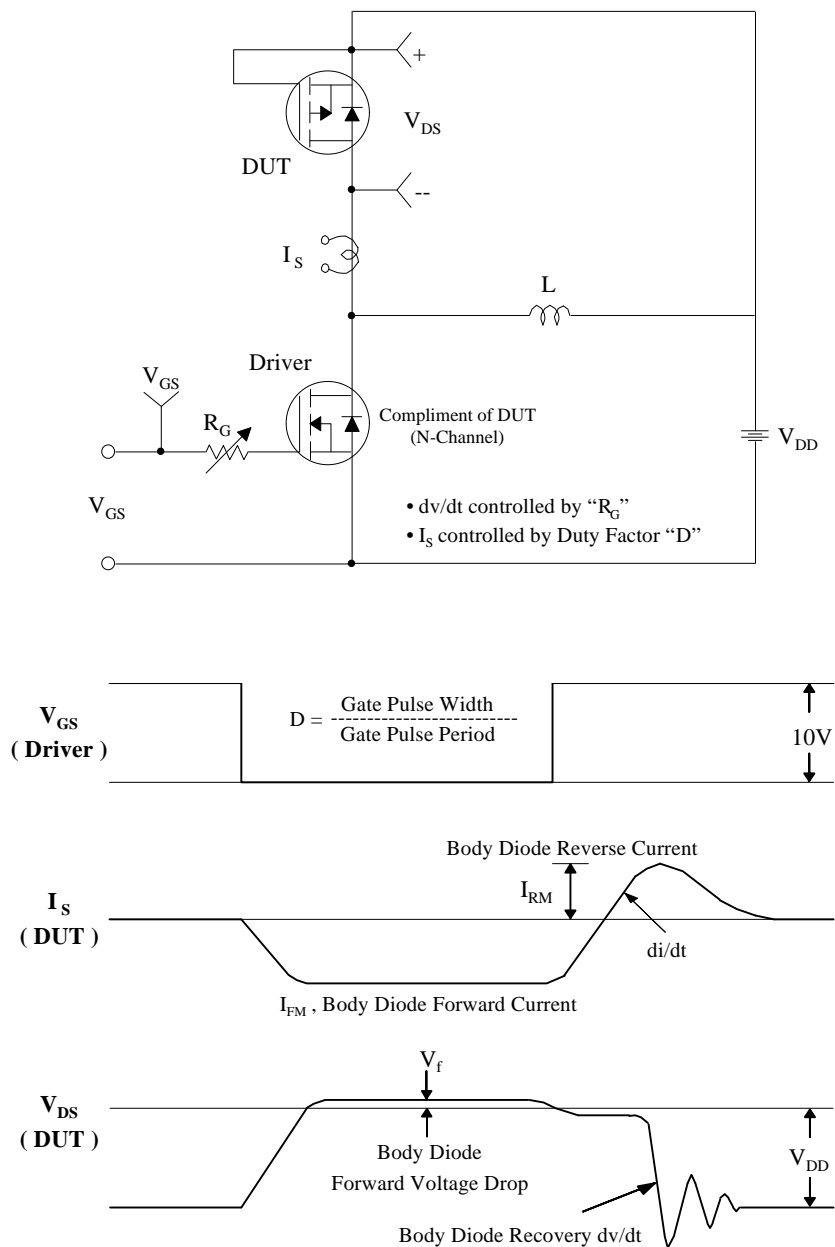 +
V_DS
DUT
--
I_S
L
Driver
V_GS
R_G
Compliment of DUT
(N-Channel)
V_DD
V_GS
• dv/dt controlled by “R_G”
• I_S controlled by Duty Factor “D”
V_GS
( Driver )
D = Gate Pulse Width
--------------------------
Gate Pulse Period
10V
Body Diode Reverse Current
I_S
( DUT )
I_RM
di/dt
I_FM , Body Diode Forward Current
V_f
V_DS
( DUT )
Body Diode
Forward Voltage Drop
V_DD
Body Diode Recovery dv/dt